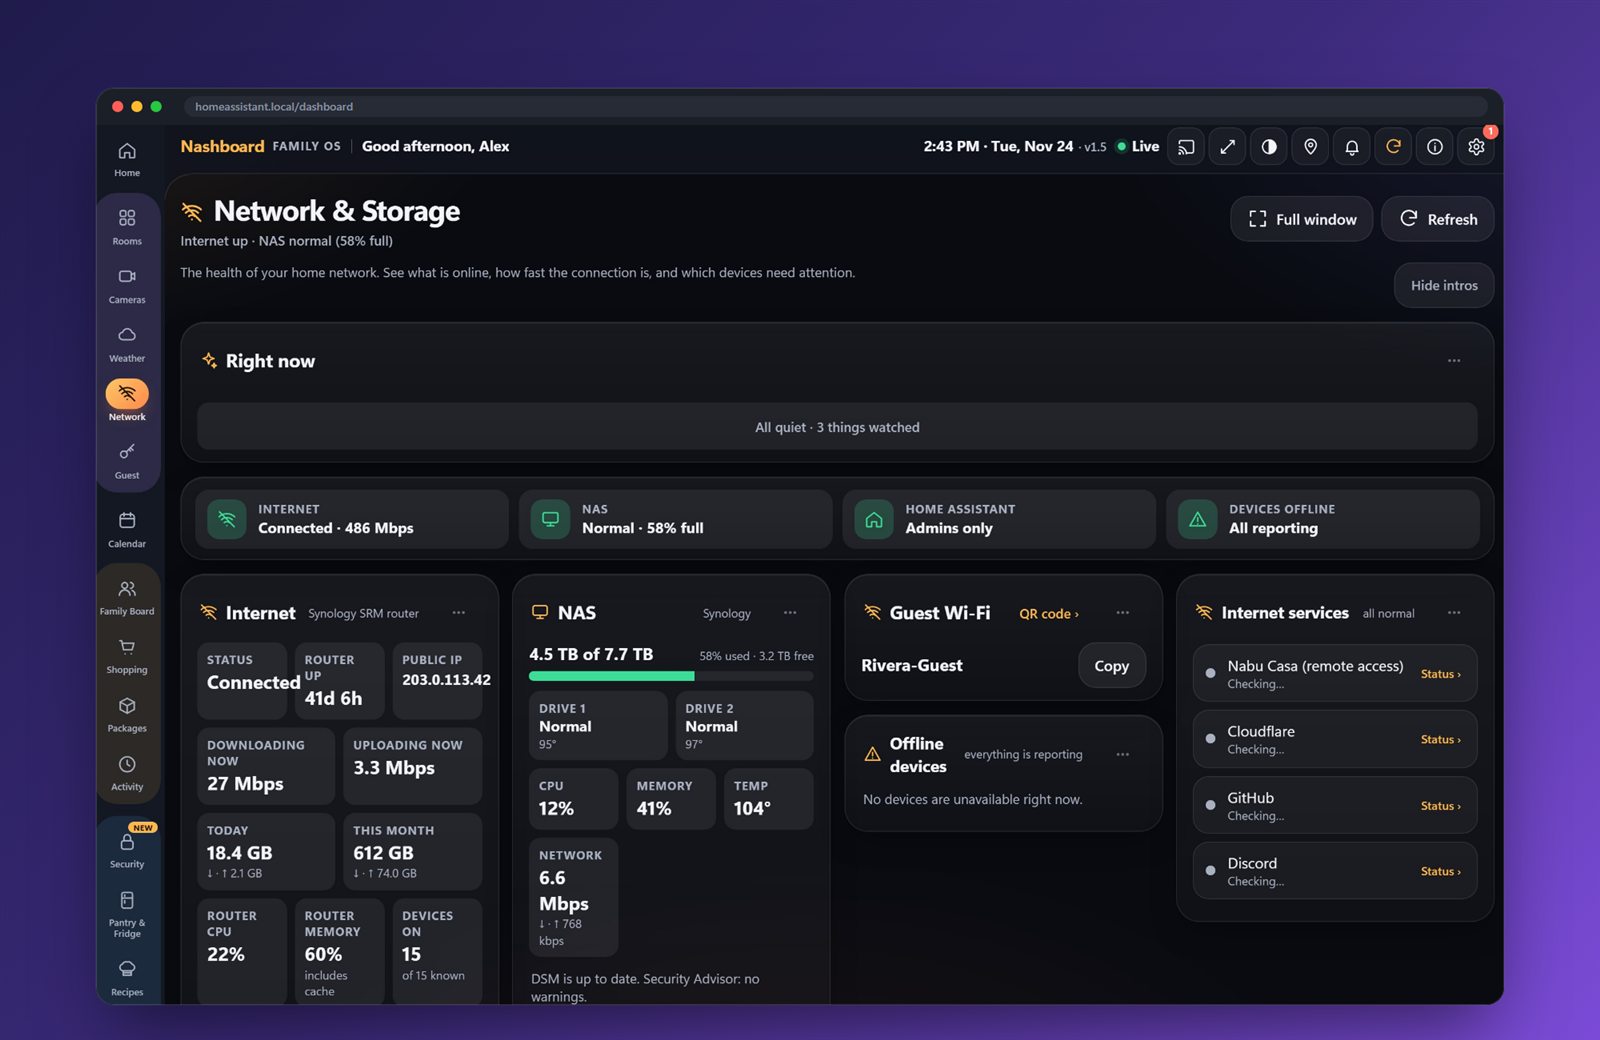 homeassistant.local/dashboard
Nashboard FAMILY OS Good afternoon, Alex
2:43 PM · Tue, Nov 24 · v1.5 Live
1
Home
Rooms
Cameras
Weather
Network
Guest
Calendar
Family Board
Shopping
Packages
Activity
NEW
Security
Pantry &
Fridge
Recipes
Network & Storage
Internet up · NAS normal (58% full)
The health of your home network. See what is online, how fast the connection is, and which devices need attention.
Full window
Refresh
Hide intros
Right now
All quiet · 3 things watched
INTERNET
Connected · 486 Mbps
NAS
Normal · 58% full
HOME ASSISTANT
Admins only
DEVICES OFFLINE
All reporting
Internet Synology SRM router
STATUS
Connected
ROUTER
UP
41d 6h
PUBLIC IP
203.0.113.42
DOWNLOADING
NOW
27 Mbps
UPLOADING NOW
3.3 Mbps
TODAY
18.4 GB
↓ · ↑ 2.1 GB
THIS MONTH
612 GB
↓ · ↑ 74.0 GB
ROUTER
CPU
22%
ROUTER
MEMORY
60%
includes
cache
DEVICES
ON
15
of 15 known
NAS Synology
4.5 TB of 7.7 TB 58% used · 3.2 TB free
DRIVE 1
Normal
95°
DRIVE 2
Normal
97°
CPU
12%
MEMORY
41%
TEMP
104°
NETWORK
6.6
Mbps
↓ · ↑ 768
kbps
DSM is up to date. Security Advisor: no
warnings.
Guest Wi-Fi QR code ›
Rivera-Guest Copy
Offline
devices
everything is reporting
No devices are unavailable right now.
Internet services all normal
Nabu Casa (remote access)
Checking...
Status ›
Cloudflare
Checking...
Status ›
GitHub
Checking...
Status ›
Discord
Checking...
Status ›